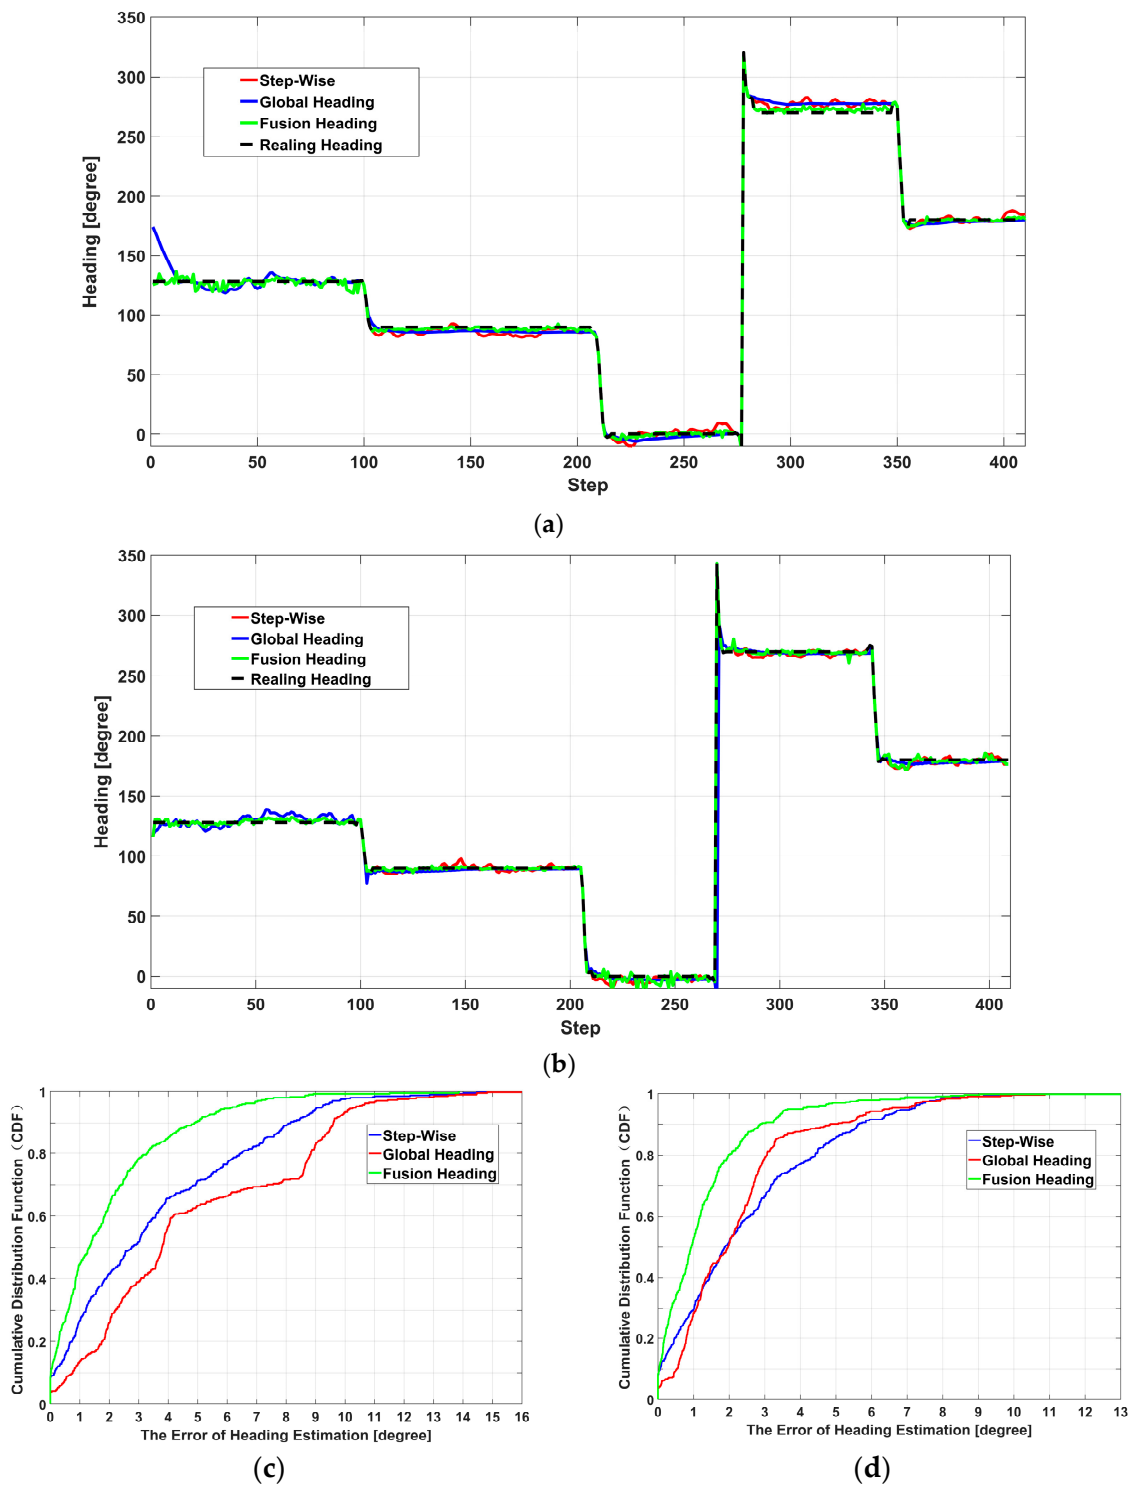 350
300
250
200
150
100
50
0
Heading [degree]
Step-Wise
Global Heading
Fusion Heading
Realing Heading
0 50 100 150 200 250 300 350 400
Step
(a)
350
300
250
200
150
100
50
0
Heading [degree]
Step-Wise
Global Heading
Fusion Heading
Realing Heading
0 50 100 150 200 250 300 350 400
Step
(b)
1
0.8
0.6
0.4
0.2
0
Cumulative Distribution Function（CDF）
Step-Wise
Global Heading
Fusion Heading
0 1 2 3 4 5 6 7 8 9 10 11 12 13 14 15 16
The Error of Heading Estimation [degree]
(c)
1
0.8
0.6
0.4
0.2
0
Cumulative Distribution Function（CDF）
Step-Wise
Global Heading
Fusion Heading
0 1 2 3 4 5 6 7 8 9 10 11 12 13
The Error of Heading Estimation [degree]
(d)